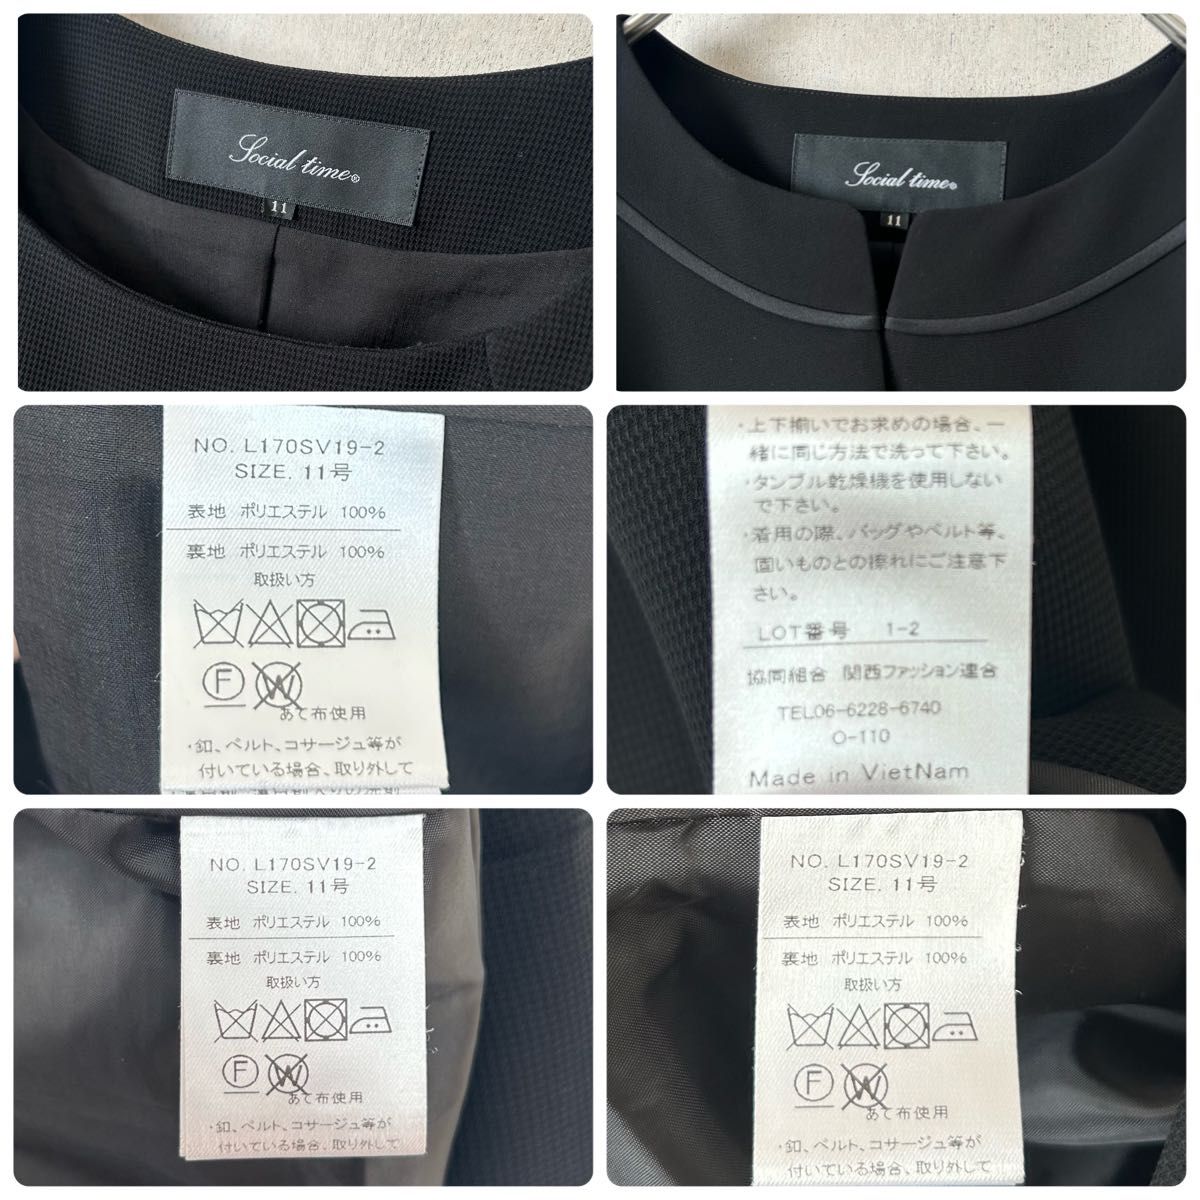 Social time®
11
Social time®
11
NO. L170SV19-2
SIZE. 11号
表地 ポリエステル 100%
裏地 ポリエステル 100%
取扱い方
F
W
あて布使用
・釦、ベルト、コサージュ等が
付いている場合、取り外して
・上下揃いでお求めの場合、一
緒に同じ方法で洗って下さい。
・タンブル乾燥機を使用しない
で下さい。
・着用の際、バッグやベルト等、
固いものとの擦れにご注意下
さい。
LOT番号 1-2
協同組合 関西ファッション連合
TEL06-6228-6740
O-110
Made in VietNam
NO. L170SV19-2
SIZE. 11号
表地 ポリエステル 100%
裏地 ポリエステル 100%
取扱い方
F
W
あて布使用
・釦、ベルト、コサージュ等が
付いている場合、取り外して
NO. L170SV19-2
SIZE. 11号
表地 ポリエステル 100%
裏地 ポリエステル 100%
取扱い方
F
W
あて布使用
・釦、ベルト、コサージュ等が
付いている場合、取り外して